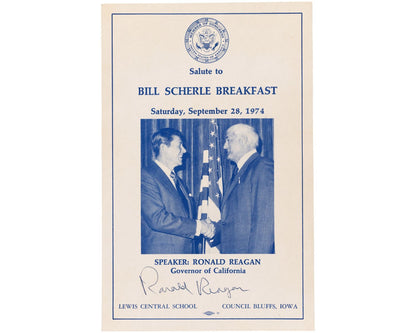 Salute to
BILL SCHERLE BREAKFAST
Saturday, September 28, 1974
SPEAKER: RONALD REAGAN
Governor of California
Ronald Reagan
LEWIS CENTRAL SCHOOL COUNCIL BLUFFS, IOWA